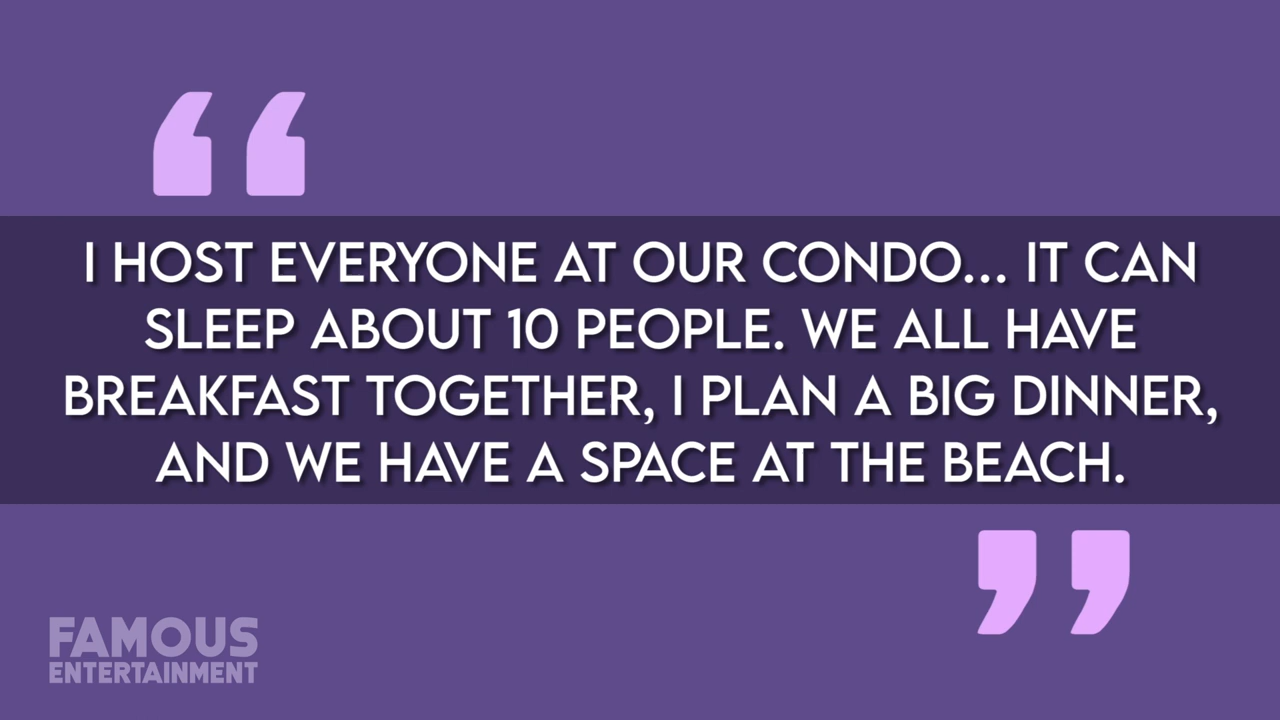 “
I HOST EVERYONE AT OUR CONDO... IT CAN
SLEEP ABOUT 10 PEOPLE. WE ALL HAVE
BREAKFAST TOGETHER, I PLAN A BIG DINNER,
AND WE HAVE A SPACE AT THE BEACH.
”
FAMOUS
ENTERTAINMENT